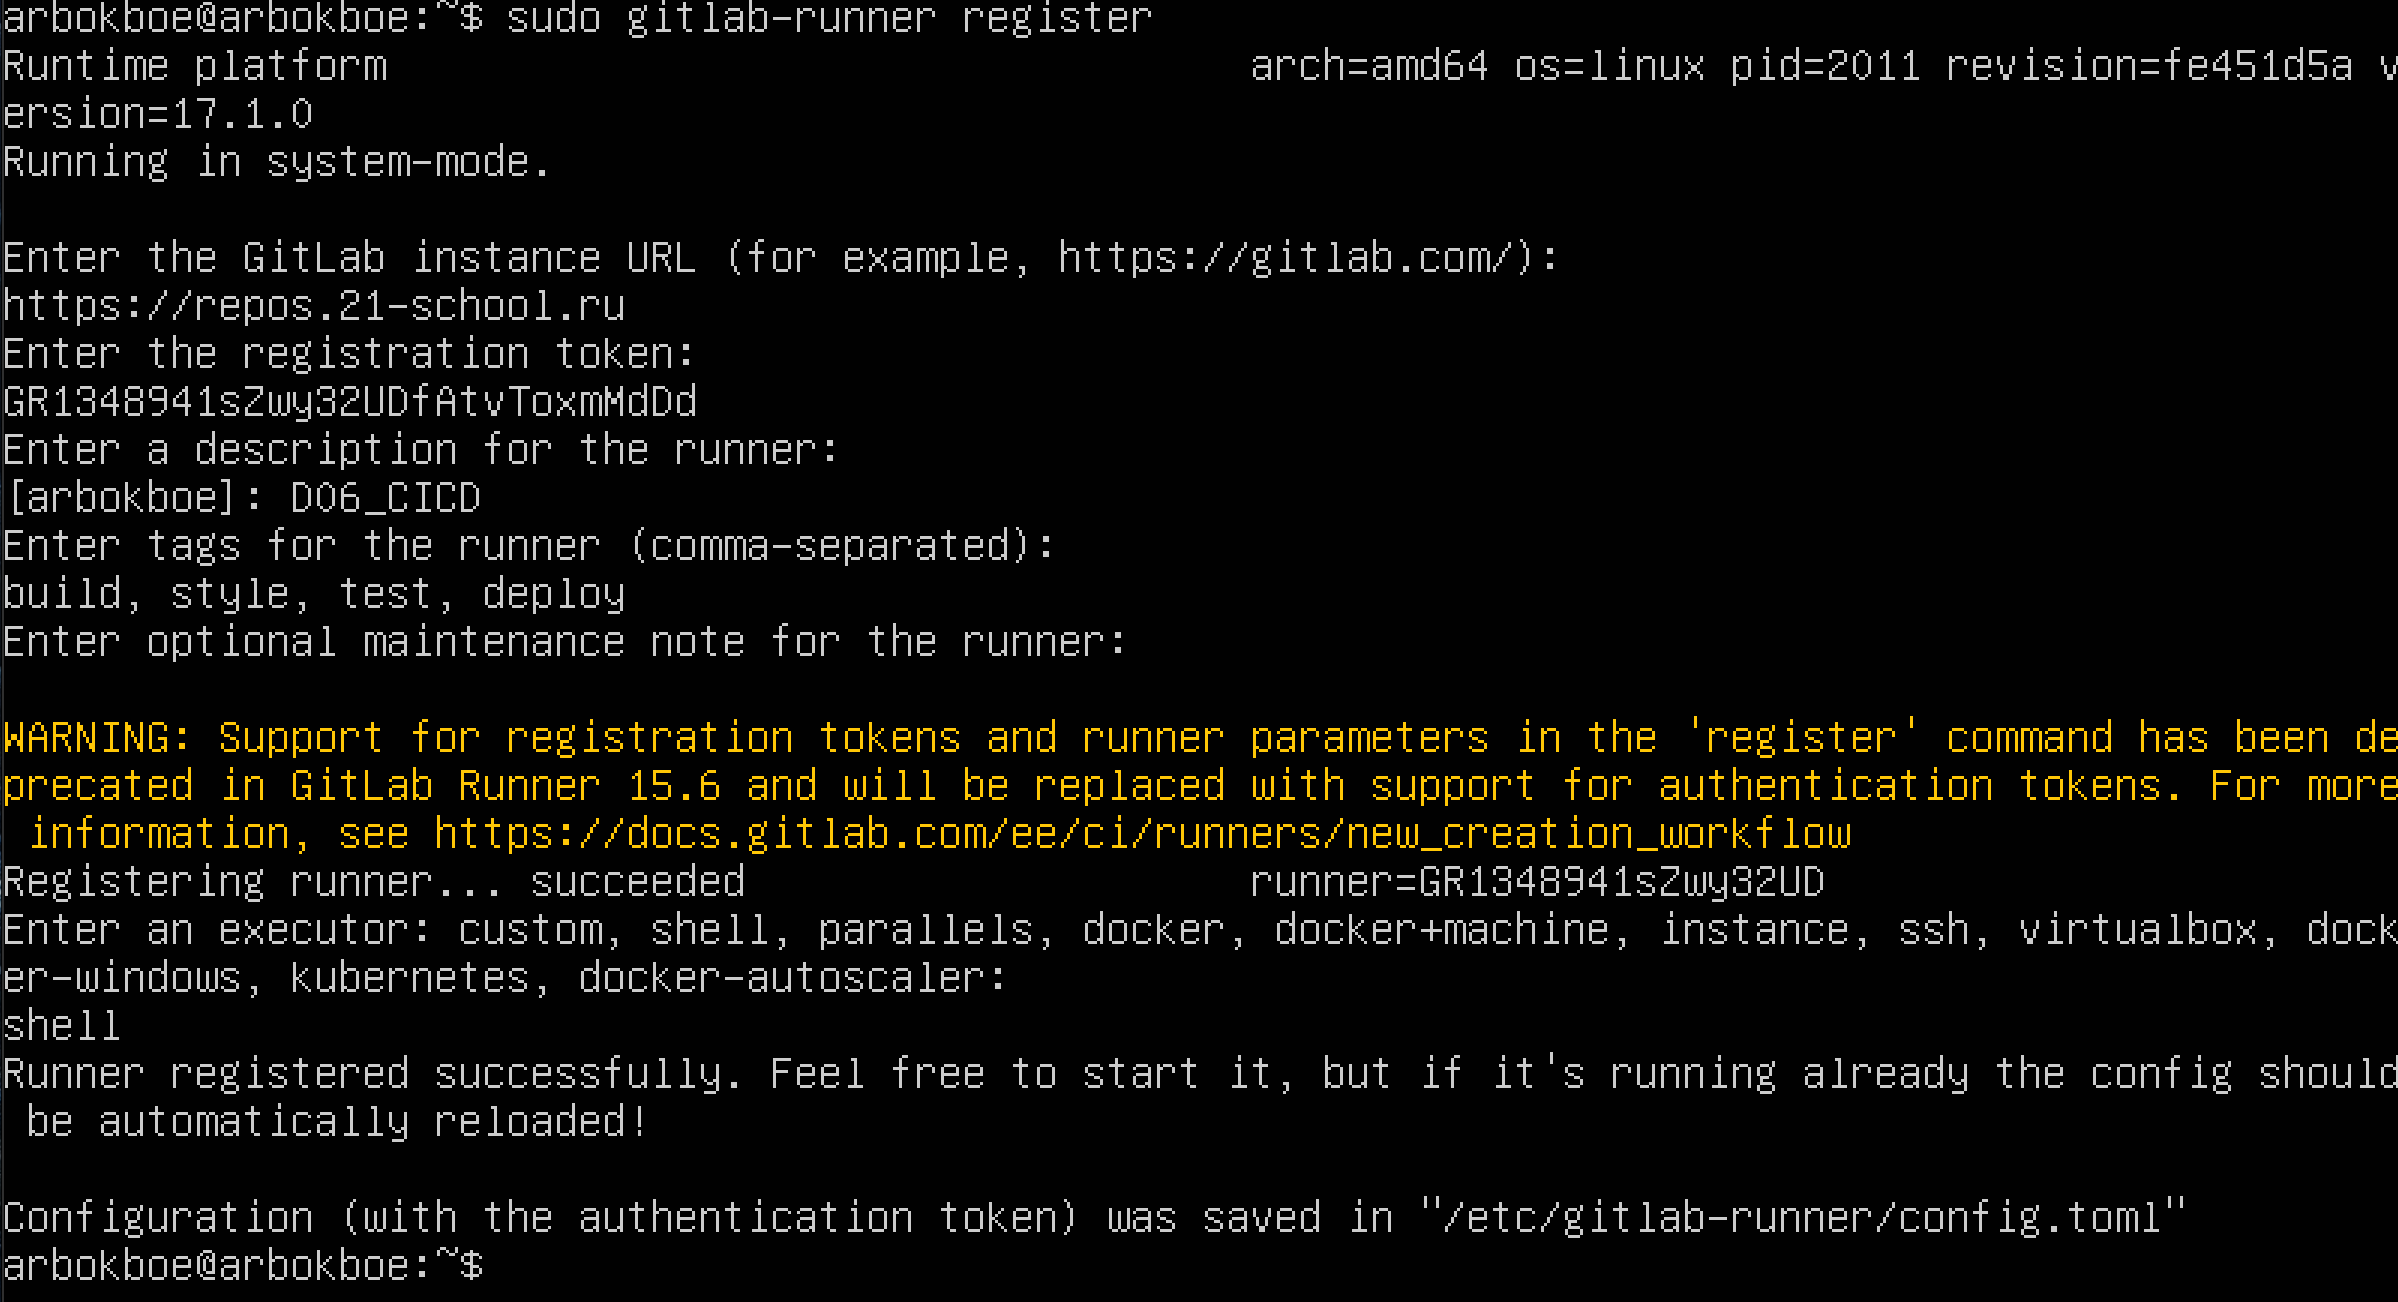 arbokboe@arbokboe:~$ sudo gitlab-runner register
Runtime platform                                    arch=amd64 os=linux pid=2011 revision=fe451d5a v
ersion=17.1.0
Running in system-mode.
Enter the GitLab instance URL (for example, https://gitlab.com/):
https://repos.21-school.ru
Enter the registration token:
GR1348941sZwy32UDfAtvToxmMdDd
Enter a description for the runner:
[arbokboe]: DO6_CICD
Enter tags for the runner (comma-separated):
build, style, test, deploy
Enter optional maintenance note for the runner:
WARNING: Support for registration tokens and runner parameters in the 'register' command has been de
precated in GitLab Runner 15.6 and will be replaced with support for authentication tokens. For more
 information, see https://docs.gitlab.com/ee/ci/runners/new_creation_workflow
Registering runner... succeeded                     runner=GR1348941sZwy32UD
Enter an executor: custom, shell, parallels, docker, docker+machine, instance, ssh, virtualbox, dock
er-windows, kubernetes, docker-autoscaler:
shell
Runner registered successfully. Feel free to start it, but if it's running already the config should
 be automatically reloaded!
Configuration (with the authentication token) was saved in "/etc/gitlab-runner/config.toml"
arbokboe@arbokboe:~$